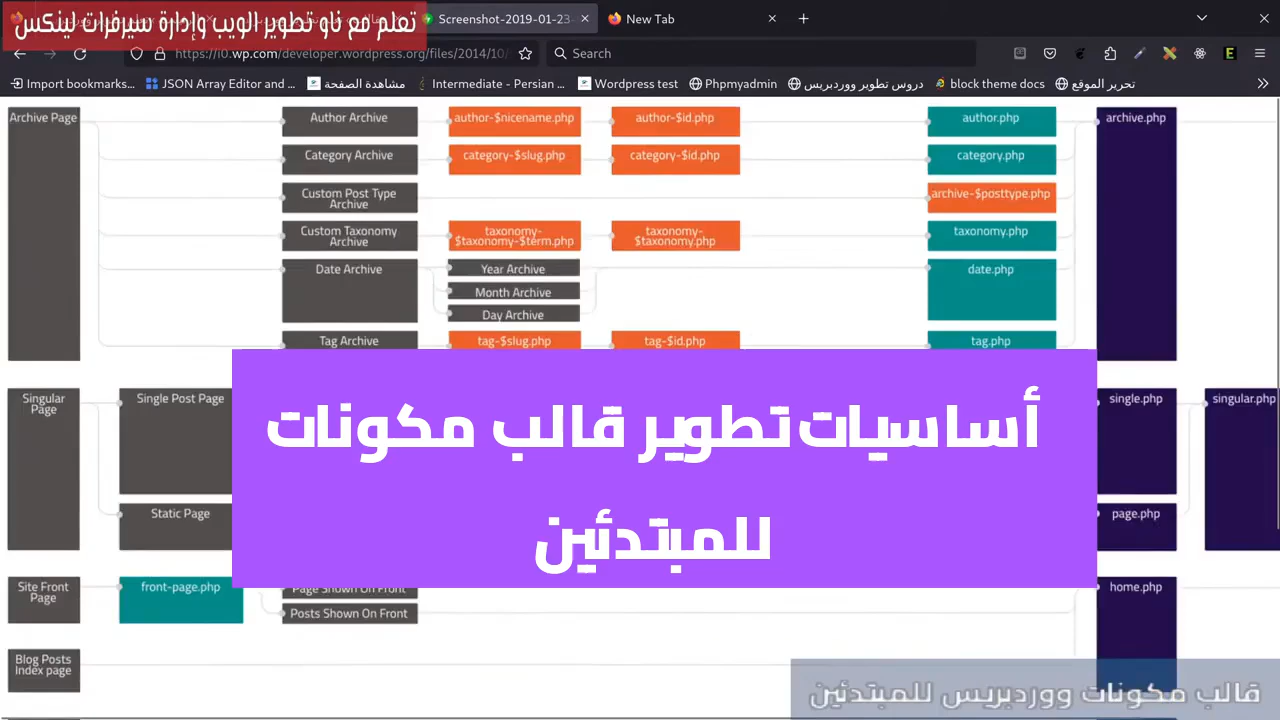 تعلم مع ناو تطوير الويب وإدارة سيرفرات لينكس
Screenshot-2019-01-23-
New Tab
https://i0.wp.com/developer.wordpress.org/files/2014/10/
Search
Import bookmarks...
JSON Array Editor and ...
مشاهدة الصفحة
Intermediate - Persian ...
Wordpress test
Phpmyadmin
دروس تطوير ووردبريس
block theme docs
تحرير الموقع
Archive Page
Author Archive
author-$nicename.php
author-$id.php
author.php
archive.php
Category Archive
category-$slug.php
category-$id.php
category.php
Custom Post Type
Archive
archive-$posttype.php
Custom Taxonomy
Archive
taxonomy-
$taxonomy-$term.php
taxonomy-
$taxonomy.php
taxonomy.php
Date Archive
Year Archive
date.php
Month Archive
Day Archive
Tag Archive
tag-$slug.php
tag-$id.php
tag.php
Singular
Page
Single Post Page
single.php
singular.php
أساسيات تطوير قالب مكونات
للمبتدئين
Static Page
page.php
Site Front
Page
front-page.php
Page Shown On Front
home.php
Posts Shown On Front
Blog Posts
Index page
قالب مكونات ووردبريس للمبتدئين